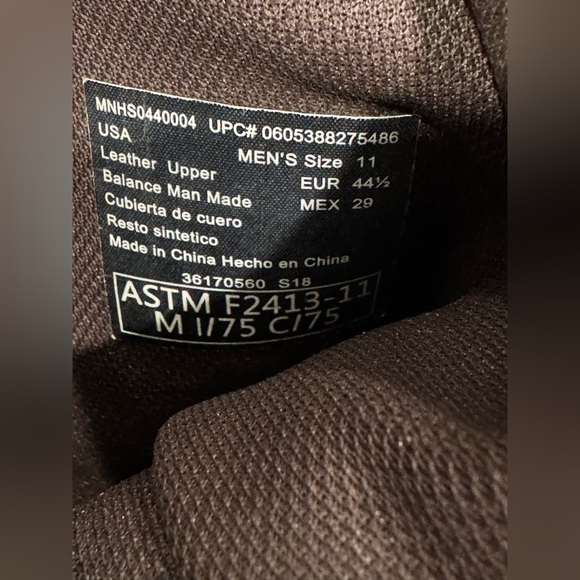 MNHS0440004 UPC# 0605388275486
USA MEN'S Size 11
Leather Upper EUR 44½
Balance Man Made MEX 29
Cubierta de cuero
Resto sintetico
Made in China Hecho en China
36170560 S18
ASTM F2413-11
M I/75 C/75